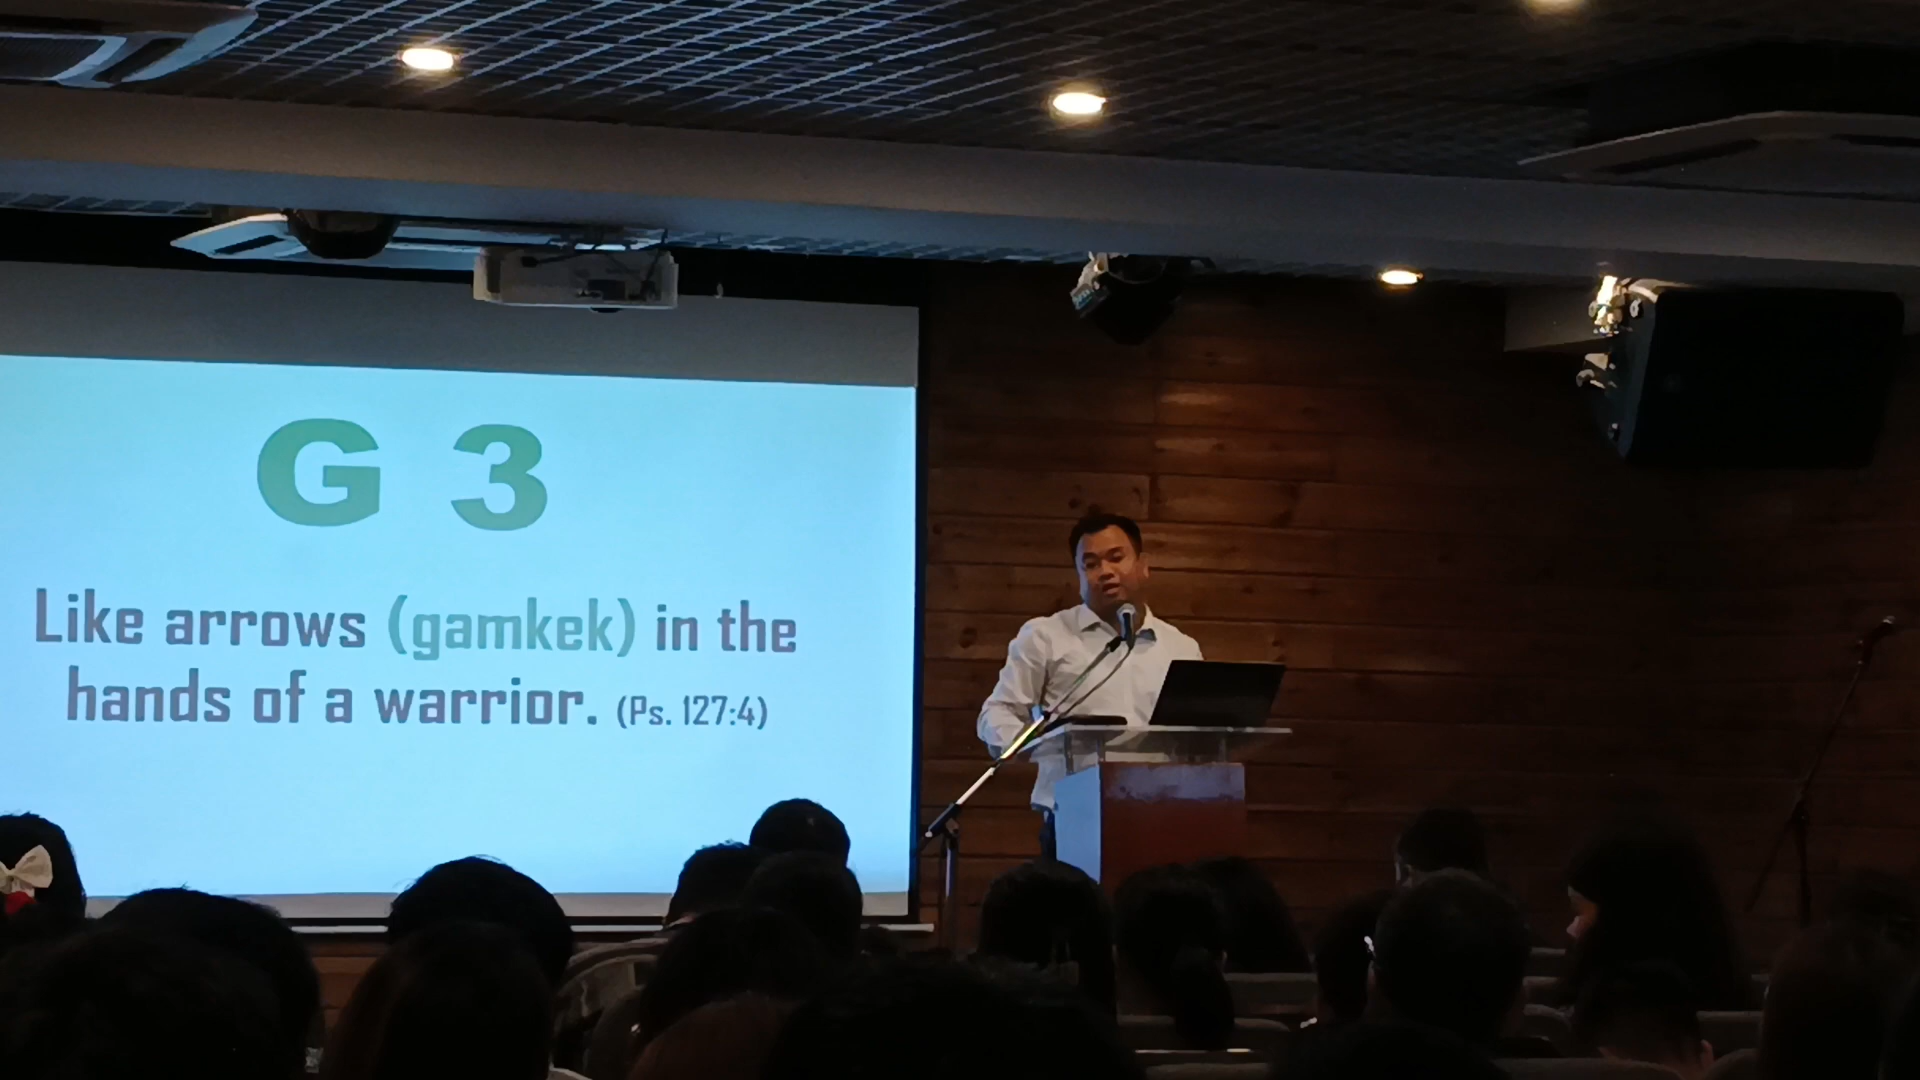 G 3
Like arrows (gamkek) in the
hands of a warrior. (Ps. 127:4)